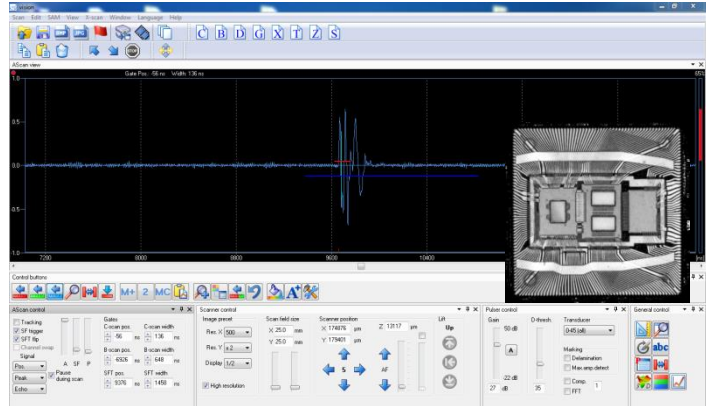 Scan Edit SAM View X-scan Window Language Help
C B D G X T Z S
AScan view
Gate Pos.: -56 ns Width: 136 ns
65%
1.0
0.5
0.0
-0.5
-1.0
7200 8000 8800 9600 10400
Control buttons
M+ 2- MC
AScan control
Scanner control
Pulser control
General control
Tracking
SF trigger
SFT flip
Channel swap
Signal
Pos.
Peak
Echo
A SF P
Pause during scan
Gates
C-scan pos. C-scan width
-56 ns 136 ns
B-scan pos. B-scan width
-6926 ns 648 ns
SFT pos. SFT width
9376 ns 1458 ns
Image preset
Res. X 500
Res. Y x 2
Display 1/2
High resolution
Scan field size
X 25.0 mm
Y 25.0 mm
Scanner position
X 174876 µm
Y 179401 µm
Z 13117 µm
S
AF
Lift
Up
Gain
50 dB
A
-22 dB
27 dB
D-thresh.
35
Transducer
0-45 (all)
Marking
Delamination
Max amp detect
Comp. 1
FFT
abc